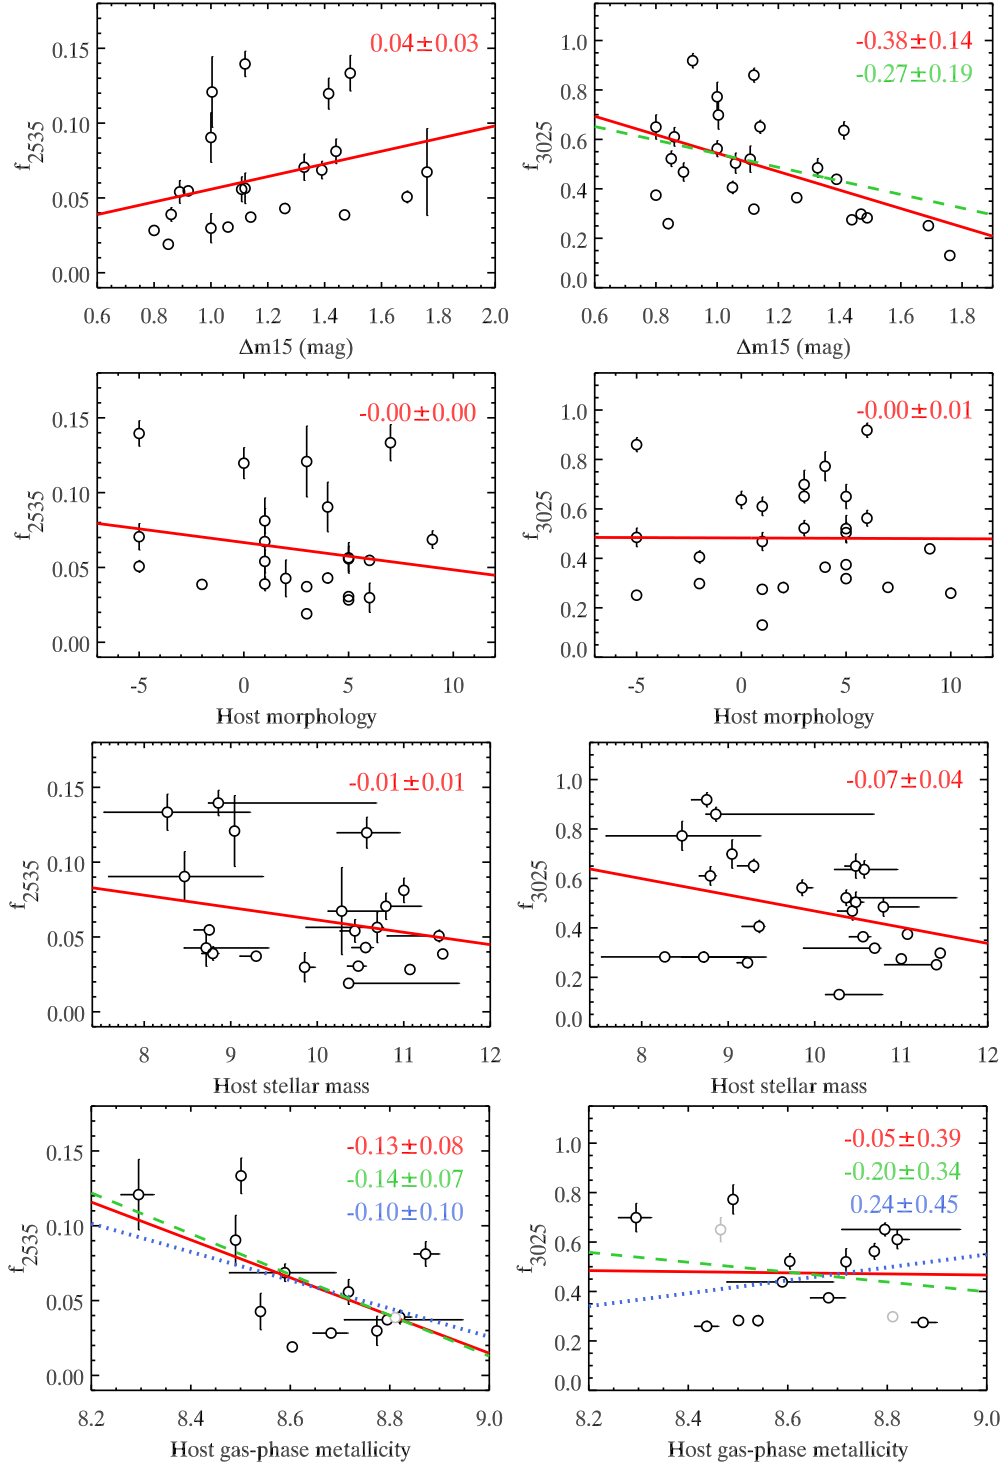 0.04±0.03
0.15
0.10
0.05
0.00
f2535
0.6 0.8 1.0 1.2 1.4 1.6 1.8 2.0
Δm15 (mag)
-0.38±0.14
-0.27±0.19
1.0
0.8
0.6
0.4
0.2
0.0
f3025
0.6 0.8 1.0 1.2 1.4 1.6 1.8
Δm15 (mag)
-0.00±0.00
0.15
0.10
0.05
0.00
f2535
-5 0 5 10
Host morphology
-0.00±0.01
1.0
0.8
0.6
0.4
0.2
0.0
f3025
-5 0 5 10
Host morphology
-0.01±0.01
0.15
0.10
0.05
0.00
f2535
8 9 10 11 12
Host stellar mass
-0.07±0.04
1.0
0.8
0.6
0.4
0.2
0.0
f3025
8 9 10 11 12
Host stellar mass
-0.13±0.08
-0.14±0.07
-0.10±0.10
0.15
0.10
0.05
0.00
f2535
8.2 8.4 8.6 8.8 9.0
Host gas-phase metallicity
-0.05±0.39
-0.20±0.34
0.24±0.45
1.0
0.8
0.6
0.4
0.2
0.0
f3025
8.2 8.4 8.6 8.8 9.0
Host gas-phase metallicity